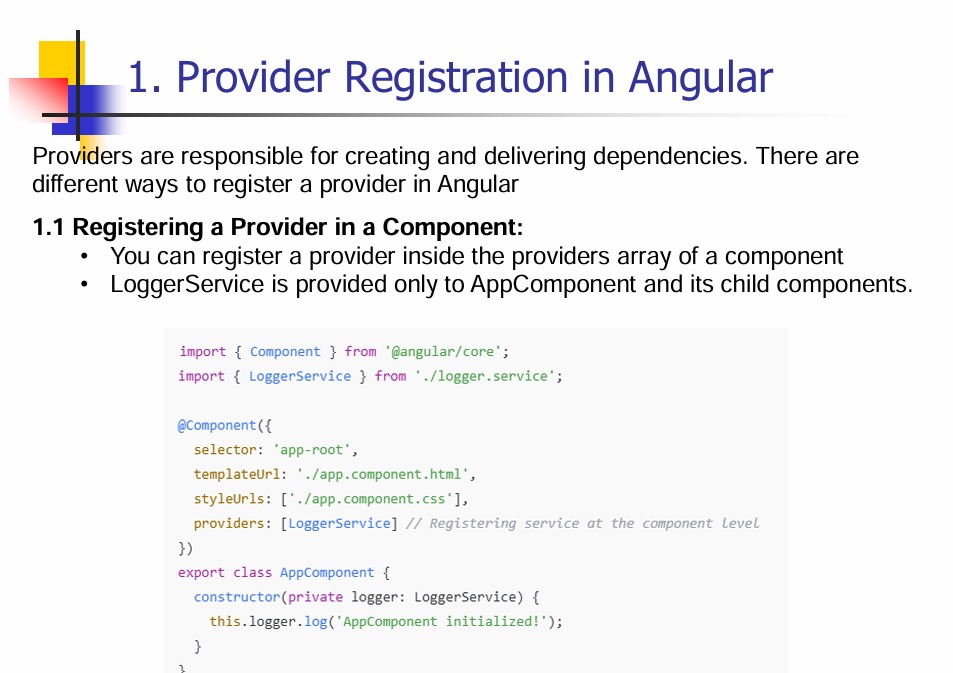 1. Provider Registration in Angular
Providers are responsible for creating and delivering dependencies. There are
different ways to register a provider in Angular
1.1 Registering a Provider in a Component:
• You can register a provider inside the providers array of a component
• LoggerService is provided only to AppComponent and its child components.
import { Component } from '@angular/core';
import { LoggerService } from './logger.service';
@Component({
  selector: 'app-root',
  templateUrl: './app.component.html',
  styleUrls: ['./app.component.css'],
  providers: [LoggerService] // Registering service at the component level
})
export class AppComponent {
  constructor(private logger: LoggerService) {
    this.logger.log('AppComponent initialized!');
  }
}